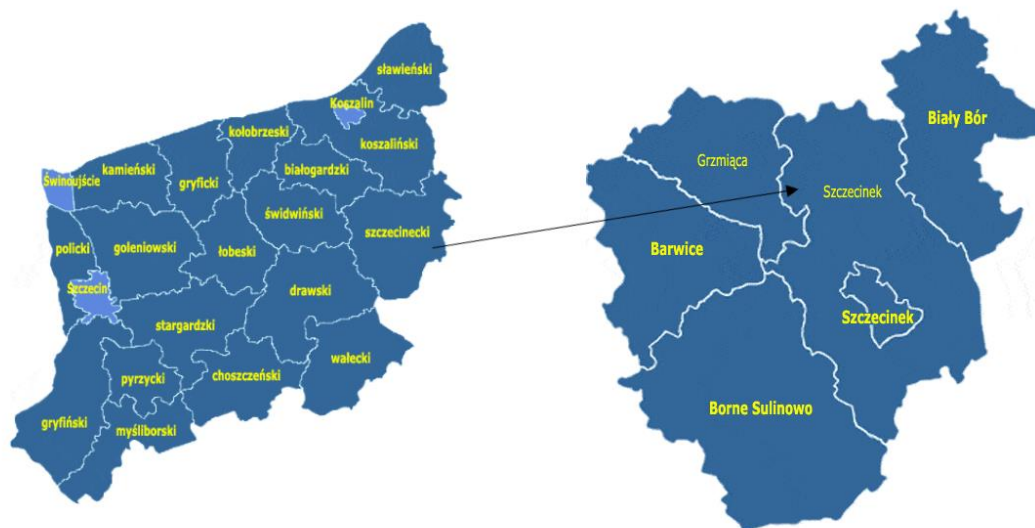 sławieński
Koszalin
kołobrzeski
koszaliński
kamieński
gryficki
białogardzki
Świnoujście
świdwiński
szczecinecki
policki
goleniowski
łobeski
Szczecin
drawski
stargardzki
wałecki
pyrzycki
choszczeński
gryfiński
myśliborski
Biały Bór
Grzmiąca
Szczecinek
Barwice
Szczecinek
Borne Sulinowo